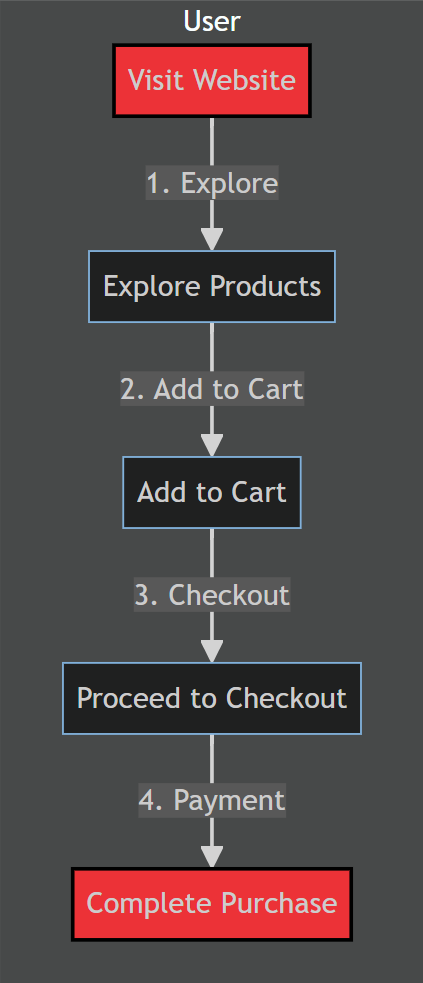 User
Visit Website
1. Explore
Explore Products
2. Add to Cart
Add to Cart
3. Checkout
Proceed to Checkout
4. Payment
Complete Purchase